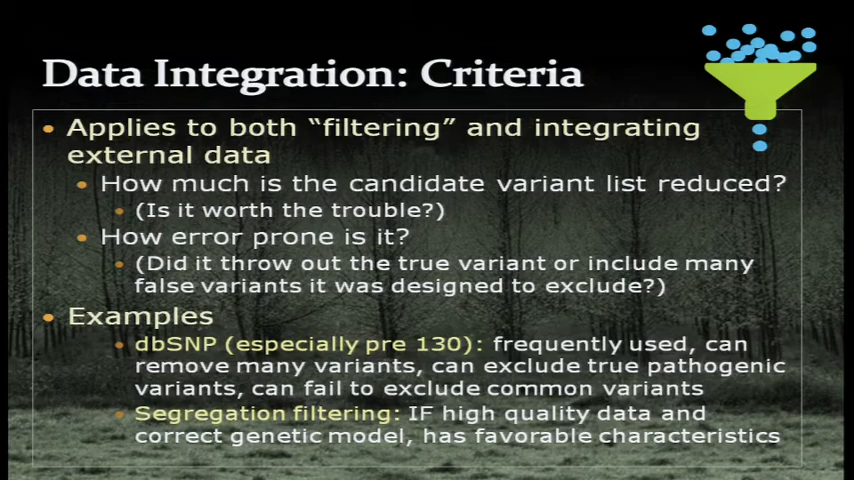 Data Integration: Criteria
• Applies to both “filtering” and integrating
external data
• How much is the candidate variant list reduced?
• (Is it worth the trouble?)
• How error prone is it?
• (Did it throw out the true variant or include many
false variants it was designed to exclude?)
• Examples
• dbSNP (especially pre 130): frequently used, can
remove many variants, can exclude true pathogenic
variants, can fail to exclude common variants
• Segregation filtering: IF high quality data and
correct genetic model, has favorable characteristics